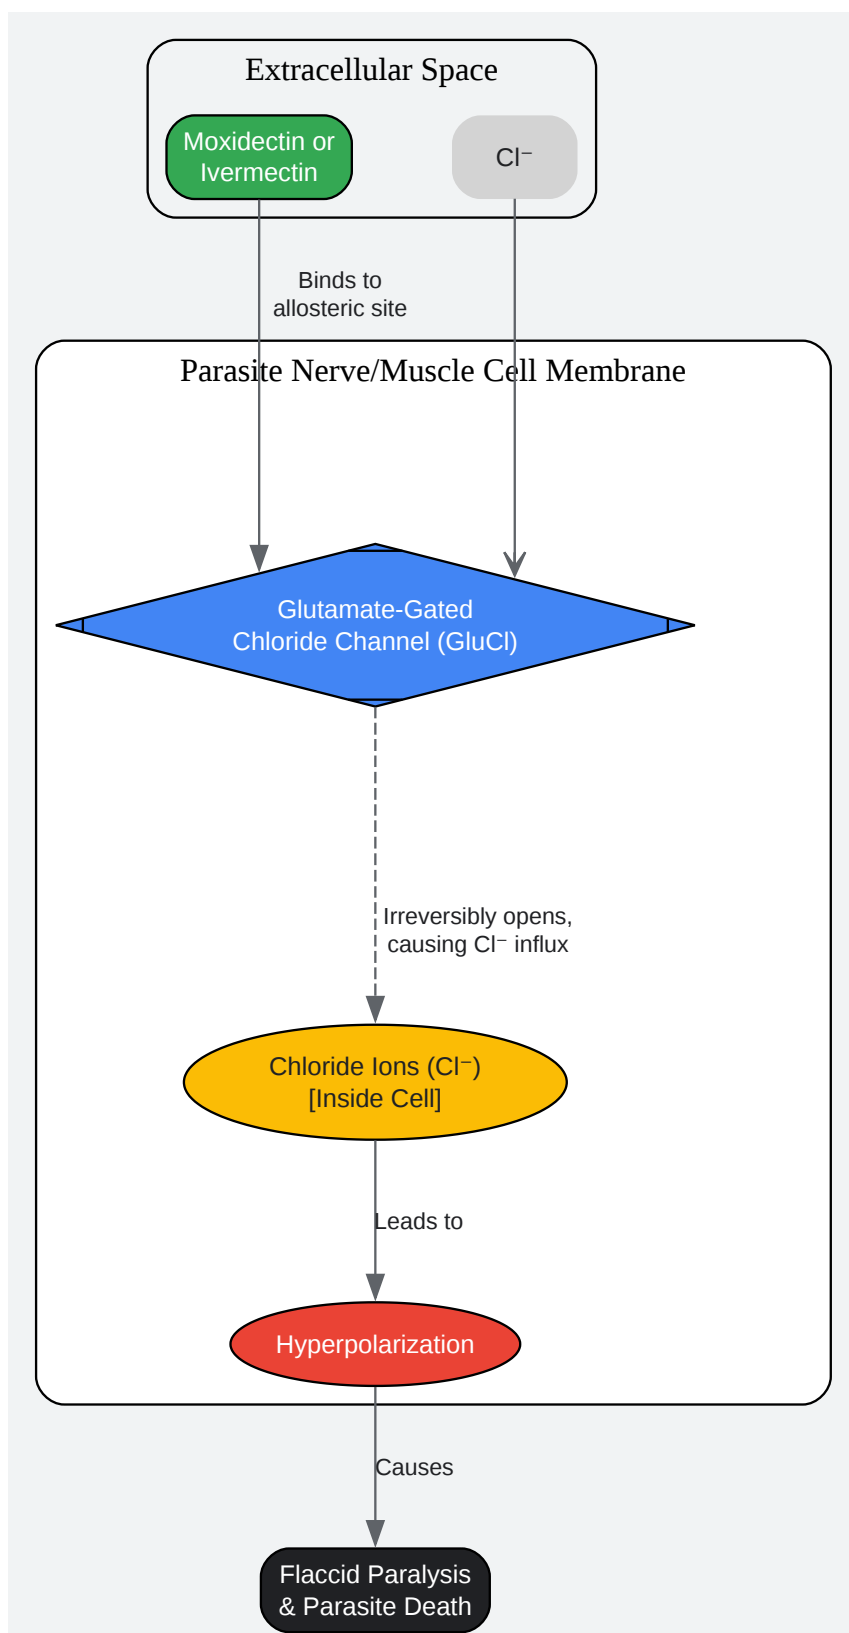 Extracellular Space
Moxidectin or
Ivermectin
Cl⁻
Binds to
allosteric site
Parasite Nerve/Muscle Cell Membrane
Glutamate-Gated
Chloride Channel (GluCl)
Irreversibly opens,
causing Cl⁻ influx
Chloride Ions (Cl⁻)
[Inside Cell]
Leads to
Hyperpolarization
Causes
Flaccid Paralysis
& Parasite Death